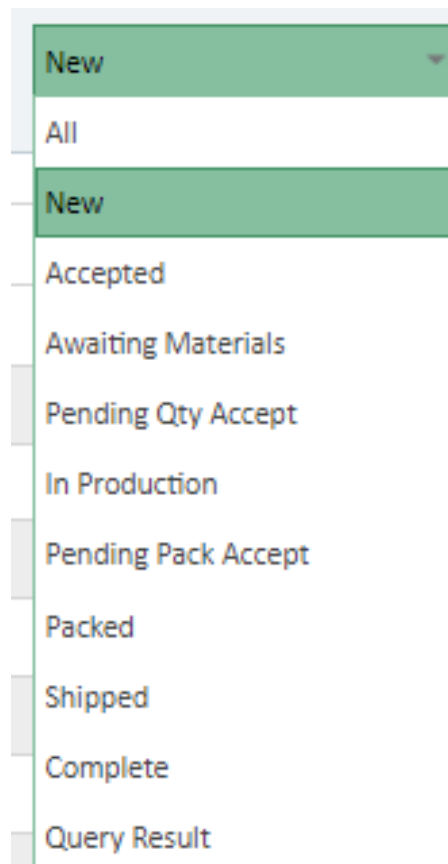 New
All
New
Accepted
Awaiting Materials
Pending Qty Accept
In Production
Pending Pack Accept
Packed
Shipped
Complete
Query Result